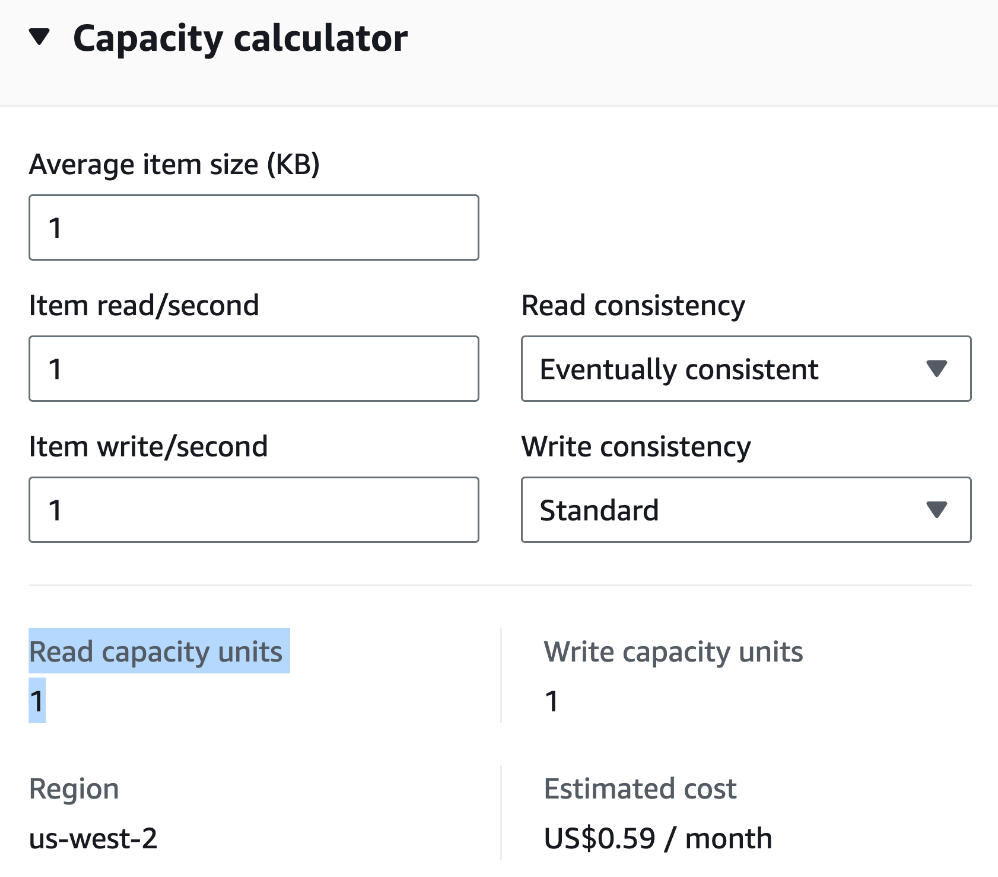 Capacity calculator
Average item size (KB)
1
Item read/second
Read consistency
1
Eventually consistent
Item write/second
Write consistency
1
Standard
Read capacity units
Write capacity units
1
1
Region
Estimated cost
us-west-2
US$0.59 / month